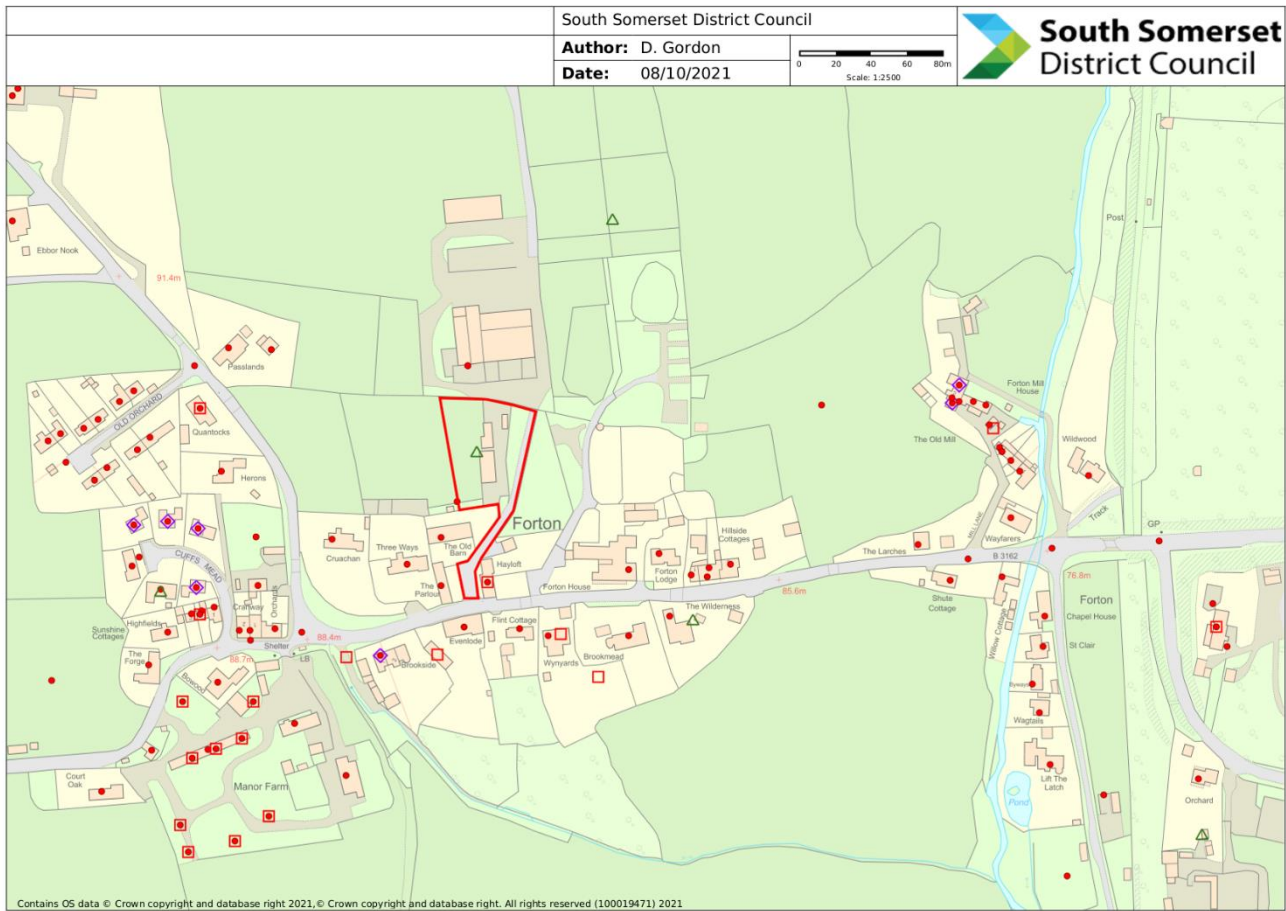 South Somerset District Council
Author: D. Gordon
Date: 08/10/2021
0 20 40 60 80m
Scale: 1:2500
South Somerset
District Council
Ebbor Nook
91.4m
Post
Passlands
OLD ORCHARD
Quantocks
Herons
Forton Mill
House
The Old Mill
Wildwood
MILL LANE
Track
GP
Wayfarers
B 3162
The Larches
Forton
Cruachan
Three Ways
The Old
Barn
Hayloft
The
Parlour
Hillside
Cottages
Forton
Lodge
Forton House
CUFFS MEAD
Cranway
Orchards
Sunshine
Cottages
Highfields
The
Forge
Shelter
LB
88.4m
88.7m
Bowood
Evenlode
Flint Cottage
Brookside
Wynyards
Brookmead
The Wilderness
85.6m
Shute
Cottage
Willow Cottage
76.8m
Forton
Chapel House
St Clair
Byways
Wagtails
Lift The
Latch
Pond
Orchard
Court
Oak
Manor Farm
Contains OS data © Crown copyright and database right 2021,© Crown copyright and database right. All rights reserved (100019471) 2021